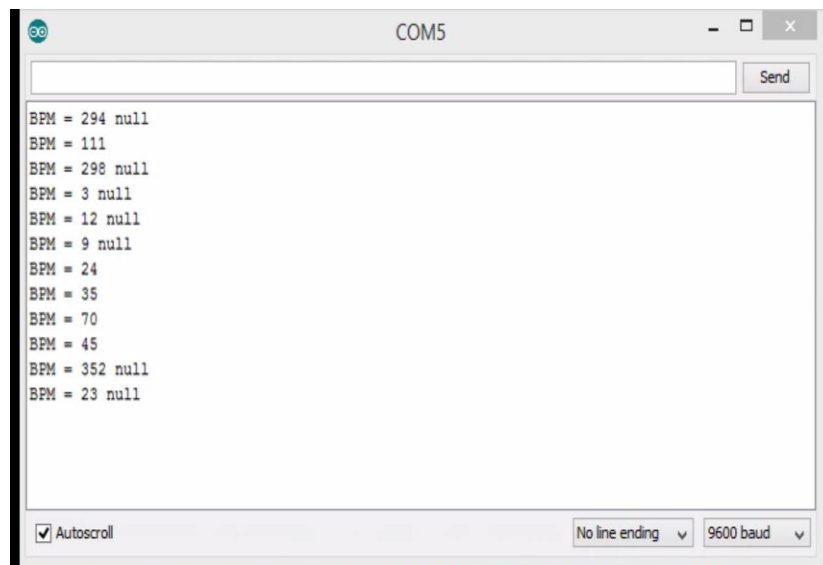 COM5
Send
BPM = 294 null
BPM = 111
BPM = 298 null
BPM = 3 null
BPM = 12 null
BPM = 9 null
BPM = 24
BPM = 35
BPM = 70
BPM = 45
BPM = 352 null
BPM = 23 null
Autoscroll No line ending 9600 baud